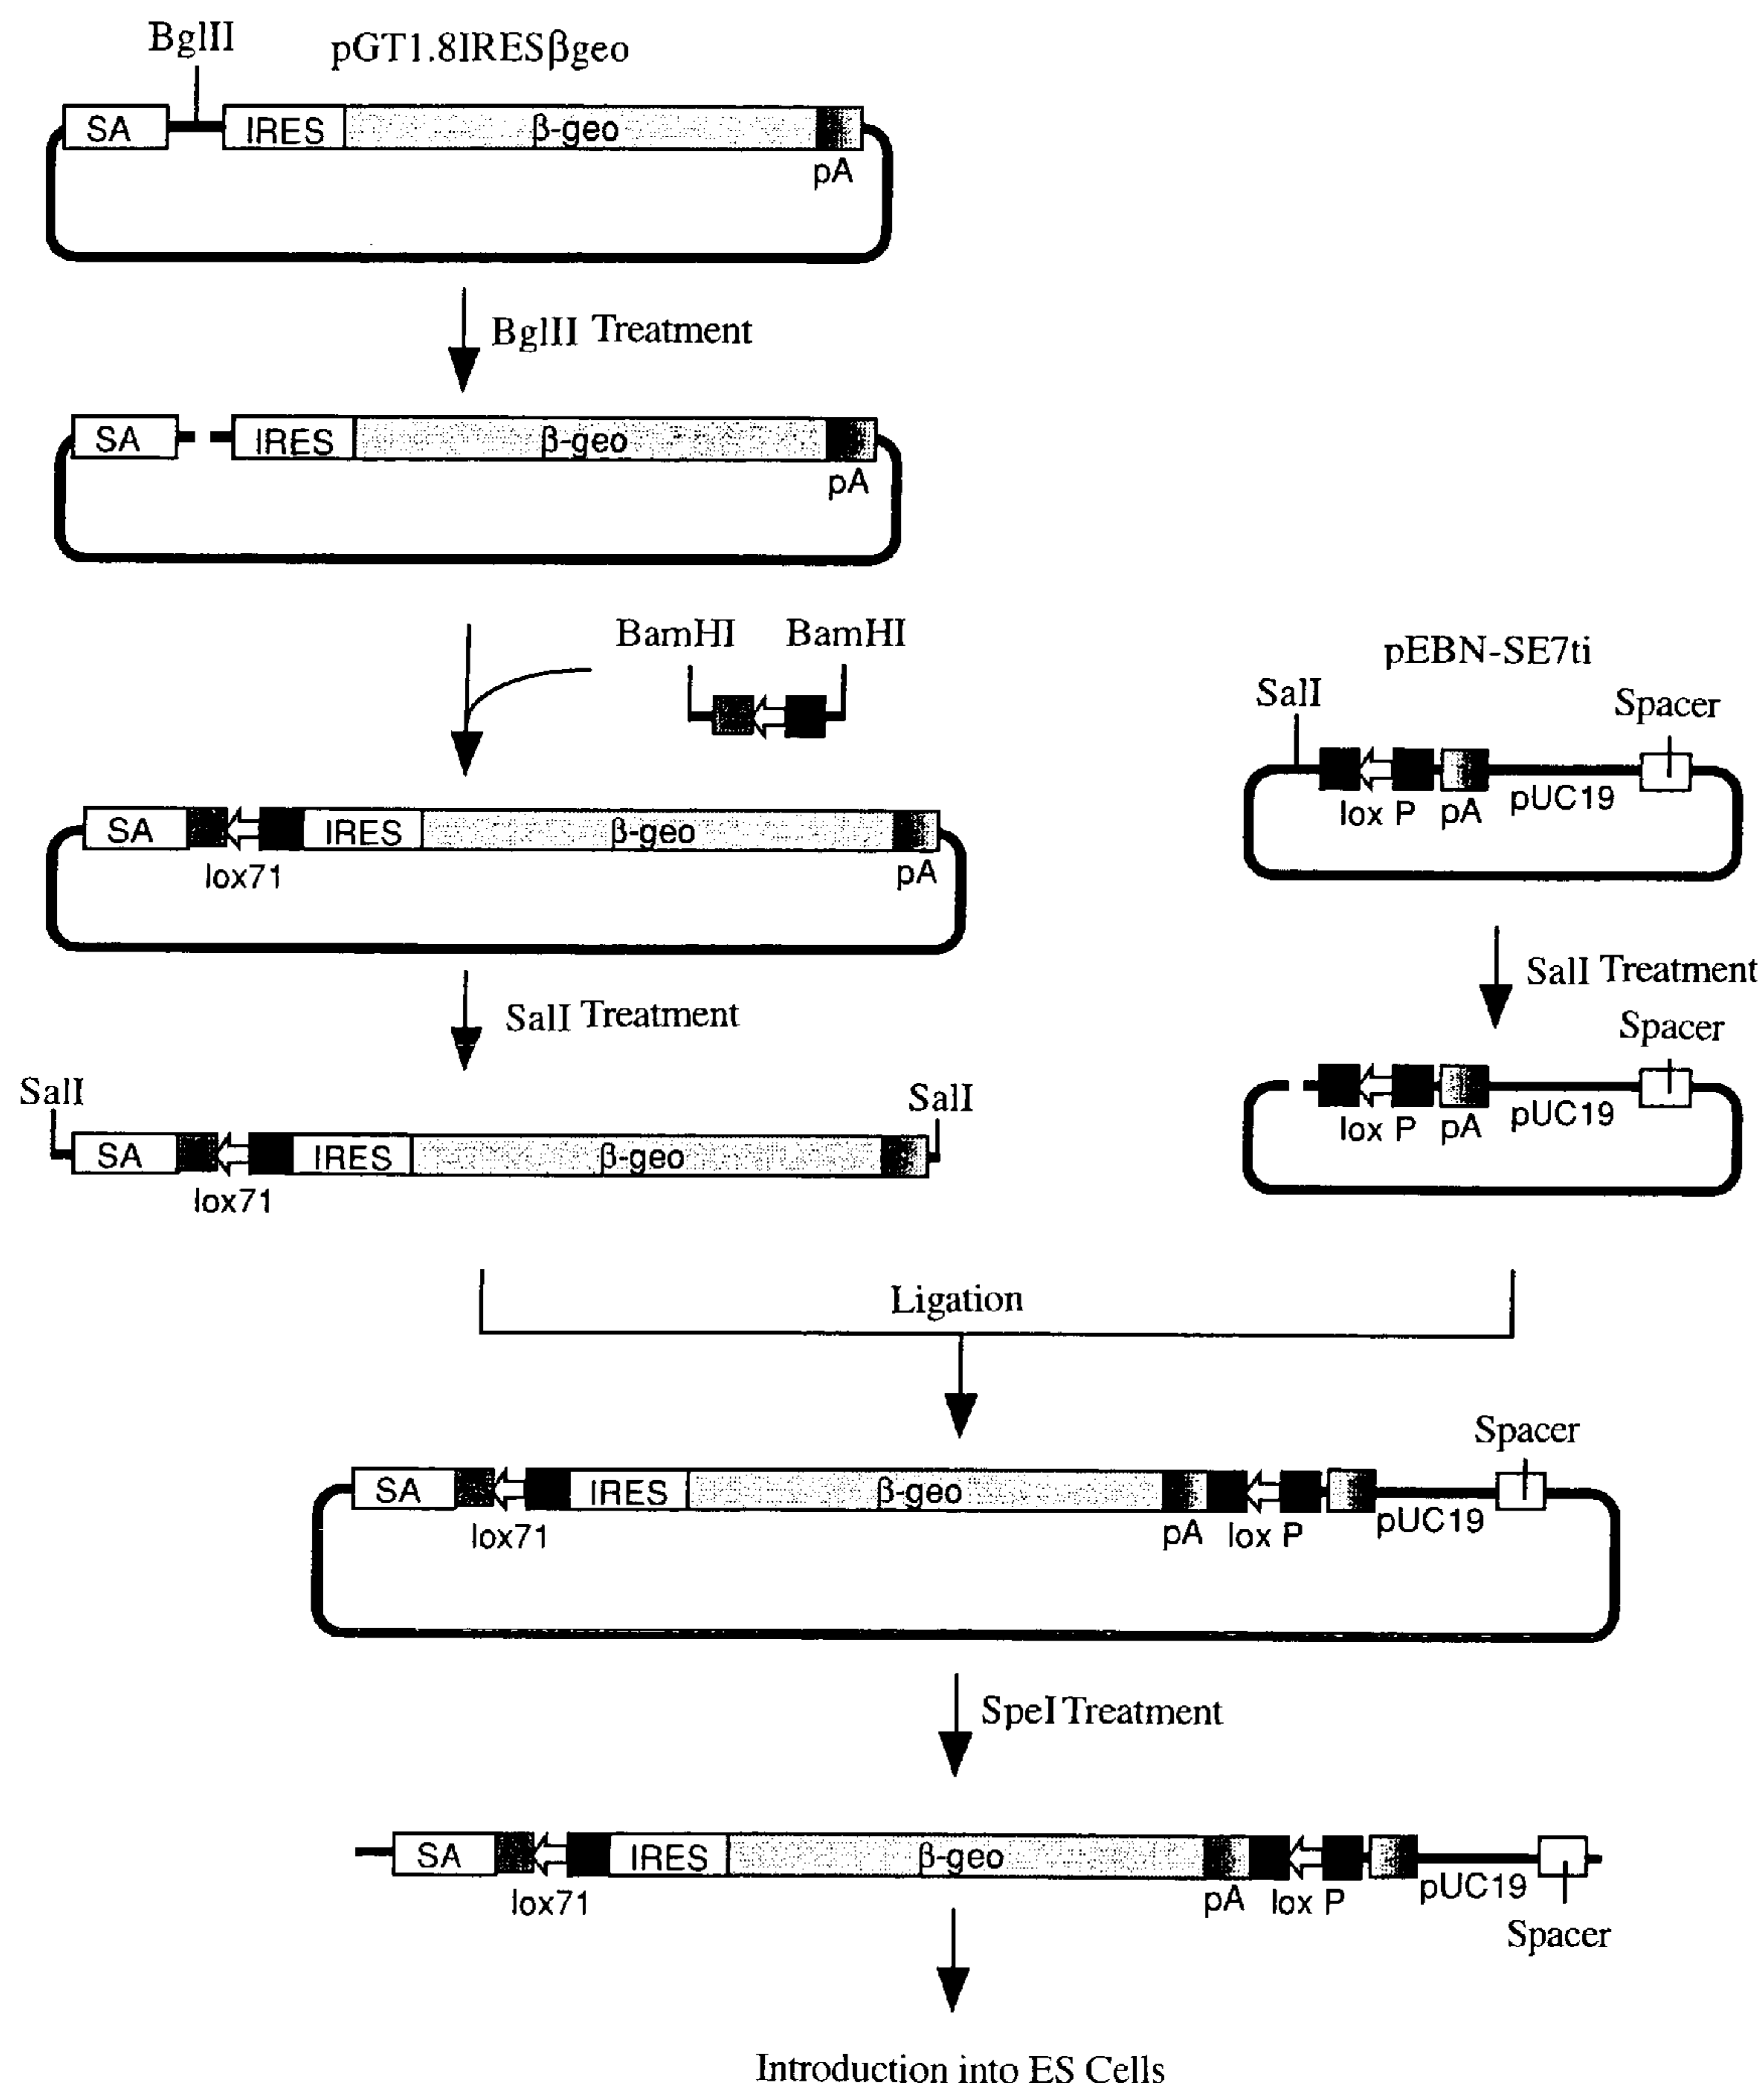 BglII
pGT1.8IRESβgeo
SA
IRES
β-geo
pA
BglII Treatment
SA
IRES
β-geo
pA
BamHI
BamHI
SA
IRES
β-geo
lox71
pA
pEBN-SE7ti
SalI
Spacer
lox P
pA
pUC19
SalI Treatment
SalI Treatment
SalI
SalI
SA
IRES
β-geo
lox71
Spacer
lox P
pA
pUC19
Ligation
Spacer
SA
IRES
β-geo
lox71
pA
lox P
pUC19
SpeI Treatment
SA
IRES
β-geo
lox71
pA
lox P
pUC19
Spacer
Introduction into ES Cells